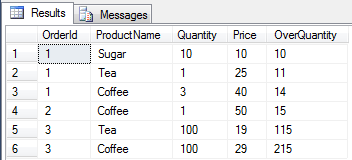 Results Messages
OrderId ProductName Quantity Price OverQuantity
1 1 Sugar 10 10 10
2 1 Tea 1 25 11
3 1 Coffee 3 40 14
4 2 Coffee 1 50 15
5 3 Tea 100 19 115
6 3 Coffee 100 29 215